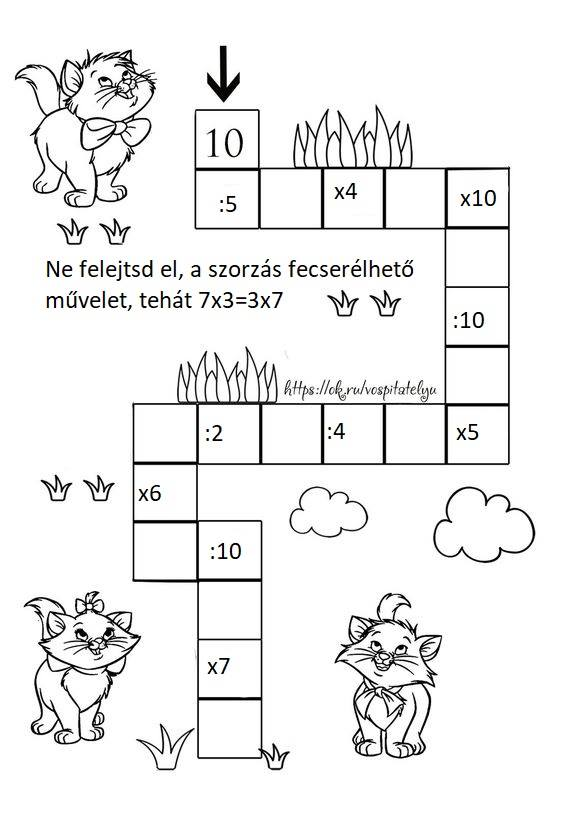 10
:5 x4 x10
Ne felejtsd el, a szorzás fecserélhető
művelet, tehát 7x3=3x7
:10
https://ok.ru/vospitatelyu
:2 :4 x5
x6
:10
x7